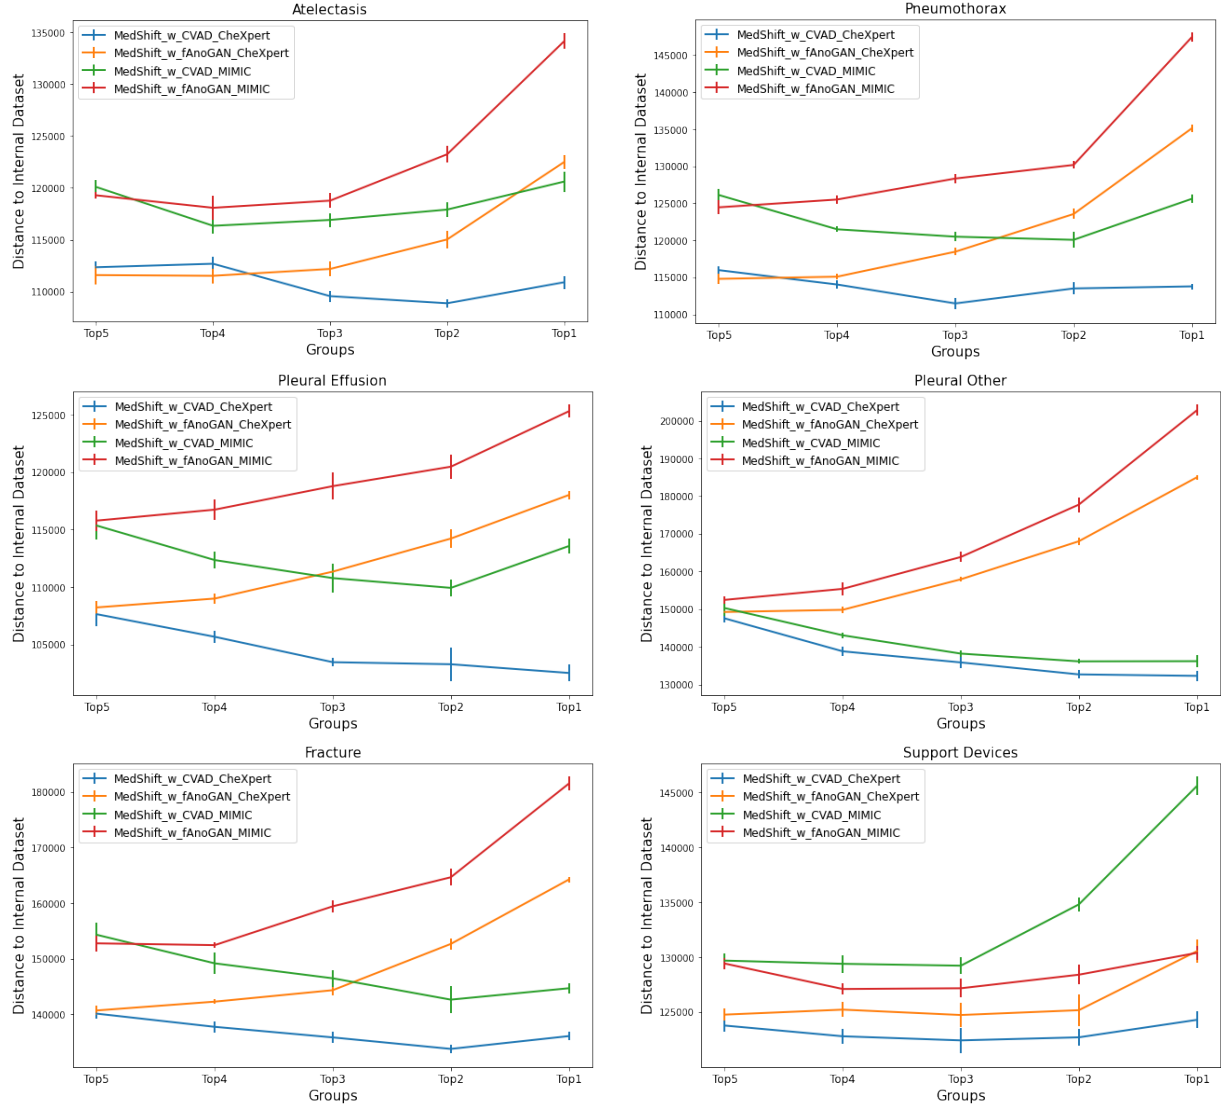 Atelectasis
MedShift_w_CVAD_CheXpert
MedShift_w_fAnoGAN_CheXpert
MedShift_w_CVAD_MIMIC
MedShift_w_fAnoGAN_MIMIC
135000
130000
125000
120000
115000
110000
Distance to Internal Dataset
Top5 Top4 Top3 Top2 Top1
Groups
Pneumothorax
MedShift_w_CVAD_CheXpert
MedShift_w_fAnoGAN_CheXpert
MedShift_w_CVAD_MIMIC
MedShift_w_fAnoGAN_MIMIC
145000
140000
135000
130000
125000
120000
115000
110000
Distance to Internal Dataset
Top5 Top4 Top3 Top2 Top1
Groups
Pleural Effusion
MedShift_w_CVAD_CheXpert
MedShift_w_fAnoGAN_CheXpert
MedShift_w_CVAD_MIMIC
MedShift_w_fAnoGAN_MIMIC
125000
120000
115000
110000
105000
Distance to Internal Dataset
Top5 Top4 Top3 Top2 Top1
Groups
Pleural Other
MedShift_w_CVAD_CheXpert
MedShift_w_fAnoGAN_CheXpert
MedShift_w_CVAD_MIMIC
MedShift_w_fAnoGAN_MIMIC
200000
190000
180000
170000
160000
150000
140000
130000
Distance to Internal Dataset
Top5 Top4 Top3 Top2 Top1
Groups
Fracture
MedShift_w_CVAD_CheXpert
MedShift_w_fAnoGAN_CheXpert
MedShift_w_CVAD_MIMIC
MedShift_w_fAnoGAN_MIMIC
180000
170000
160000
150000
140000
Distance to Internal Dataset
Top5 Top4 Top3 Top2 Top1
Groups
Support Devices
MedShift_w_CVAD_CheXpert
MedShift_w_fAnoGAN_CheXpert
MedShift_w_CVAD_MIMIC
MedShift_w_fAnoGAN_MIMIC
145000
140000
135000
130000
125000
Distance to Internal Dataset
Top5 Top4 Top3 Top2 Top1
Groups